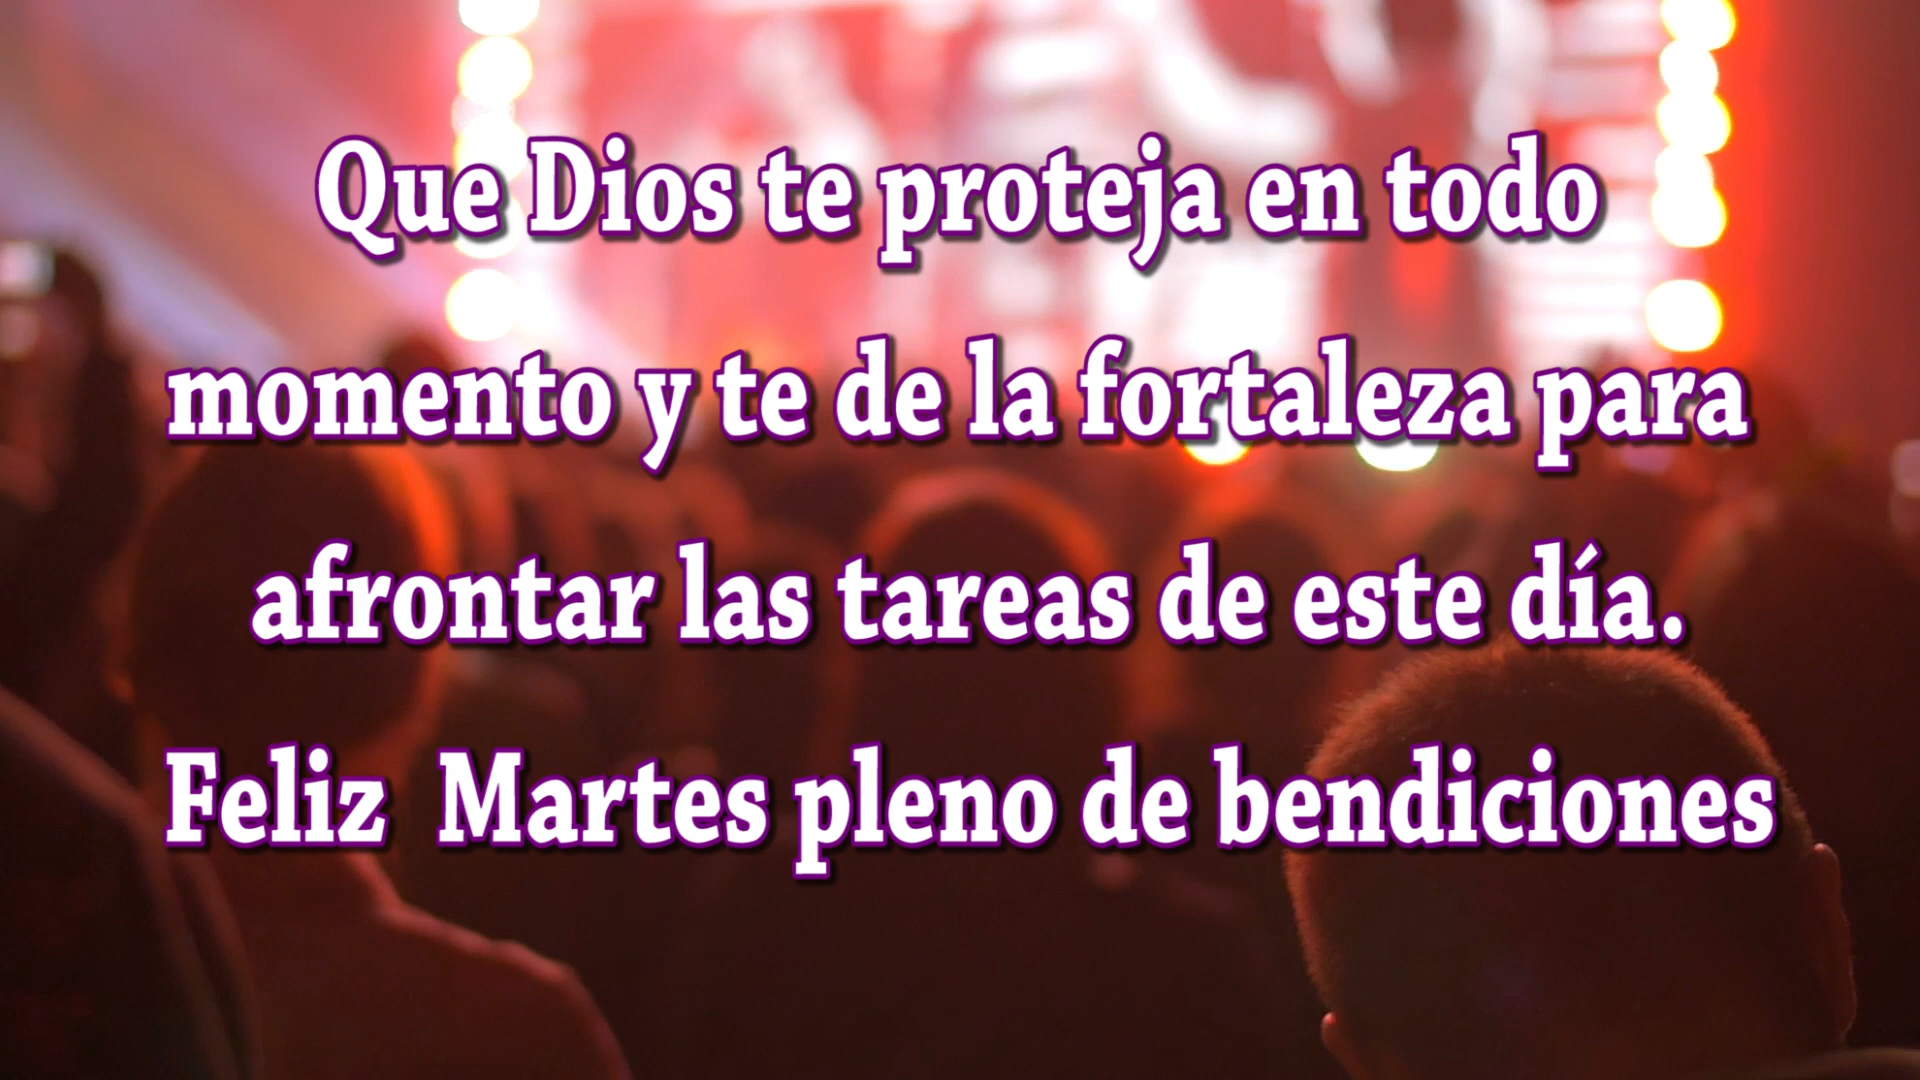 Que Dios te proteja en todo
momento y te de la fortaleza para
afrontar las tareas de este día.
Feliz  Martes pleno de bendiciones